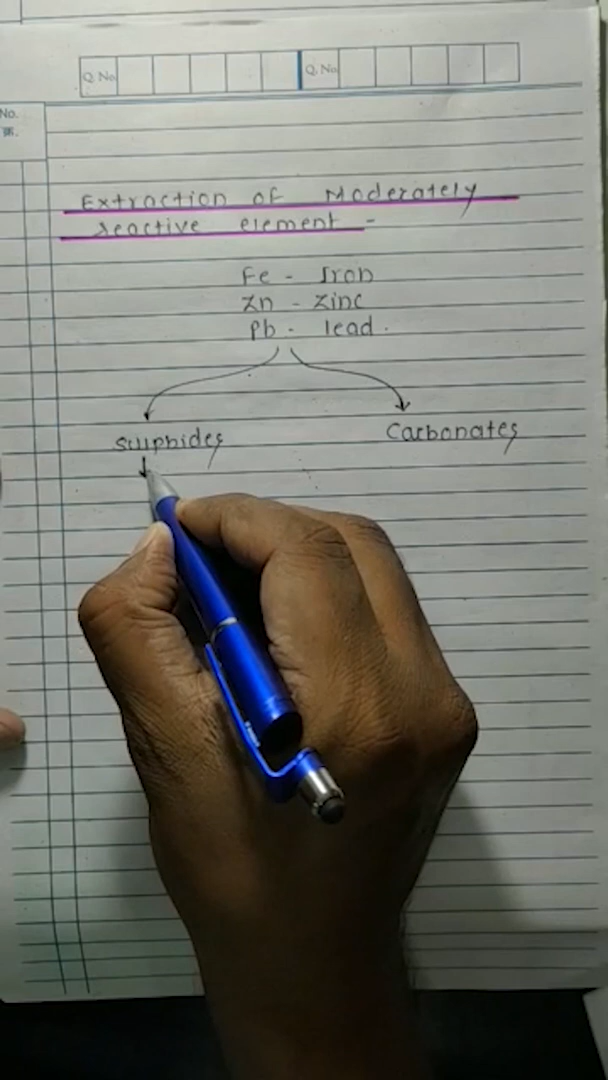 Q. No. Q. No.
No.
Extraction of Moderately
reactive element -
Fe - Iron
Zn - Zinc
Pb - lead.
Sulphides Carbonates